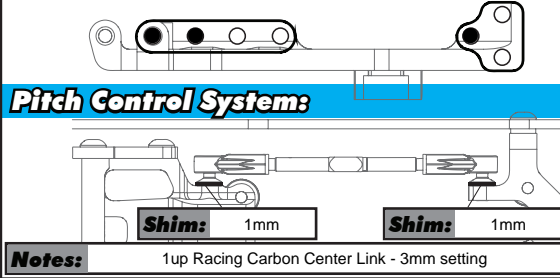 Pitch Control System:
Shim: 1mm Shim: 1mm
Notes: 1up Racing Carbon Center Link - 3mm setting